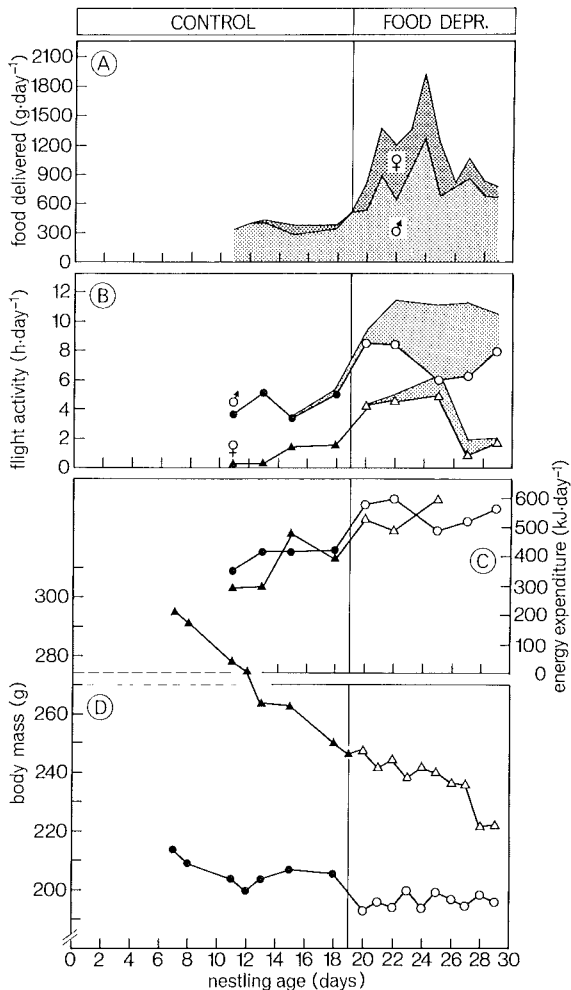 CONTROL FOOD DEPR.
A
food delivered (g·day⁻¹)
2100
1800
1500
1200
900
600
300
0
♀
♂
B
flight activity (h·day⁻¹)
12
10
8
6
4
2
0
♂
♀
C
energy expenditure (kJ·day⁻¹)
600
500
400
300
200
100
0
D
body mass (g)
300
280
260
240
220
200
0 2 4 6 8 10 12 14 16 18 20 22 24 26 28 30
nestling age (days)